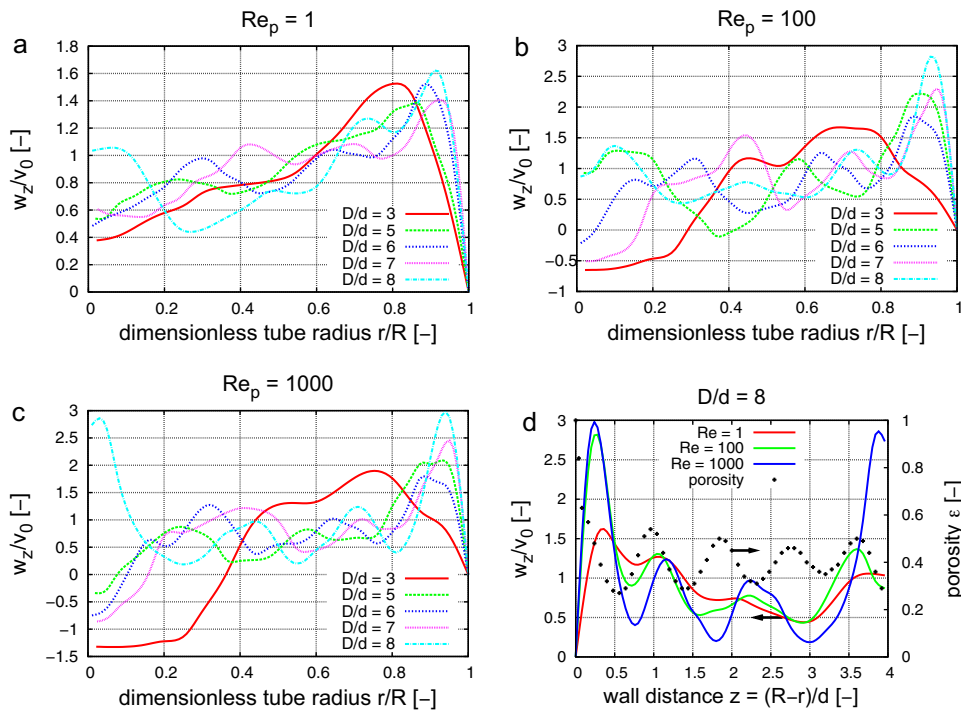 Re_p = 1
a
1.8
1.6
1.4
1.2
1
0.8
0.6
0.4
0.2
0
w_z/v_0 [−]
D/d = 3
D/d = 5
D/d = 6
D/d = 7
D/d = 8
0 0.2 0.4 0.6 0.8 1
dimensionless tube radius r/R [−]
Re_p = 100
b
3
2.5
2
1.5
1
0.5
0
−0.5
−1
w_z/v_0 [−]
D/d = 3
D/d = 5
D/d = 6
D/d = 7
D/d = 8
0 0.2 0.4 0.6 0.8 1
dimensionless tube radius r/R [−]
Re_p = 1000
c
3
2.5
2
1.5
1
0.5
0
−0.5
−1
−1.5
w_z/v_0 [−]
D/d = 3
D/d = 5
D/d = 6
D/d = 7
D/d = 8
0 0.2 0.4 0.6 0.8 1
dimensionless tube radius r/R [−]
D/d = 8
d
3
2.5
2
1.5
1
0.5
0
w_z/v_0 [−]
Re = 1
Re = 100
Re = 1000
porosity
1
0.8
0.6
0.4
0.2
0
porosity ε [−]
0 0.5 1 1.5 2 2.5 3 3.5 4
wall distance z = (R−r)/d [−]